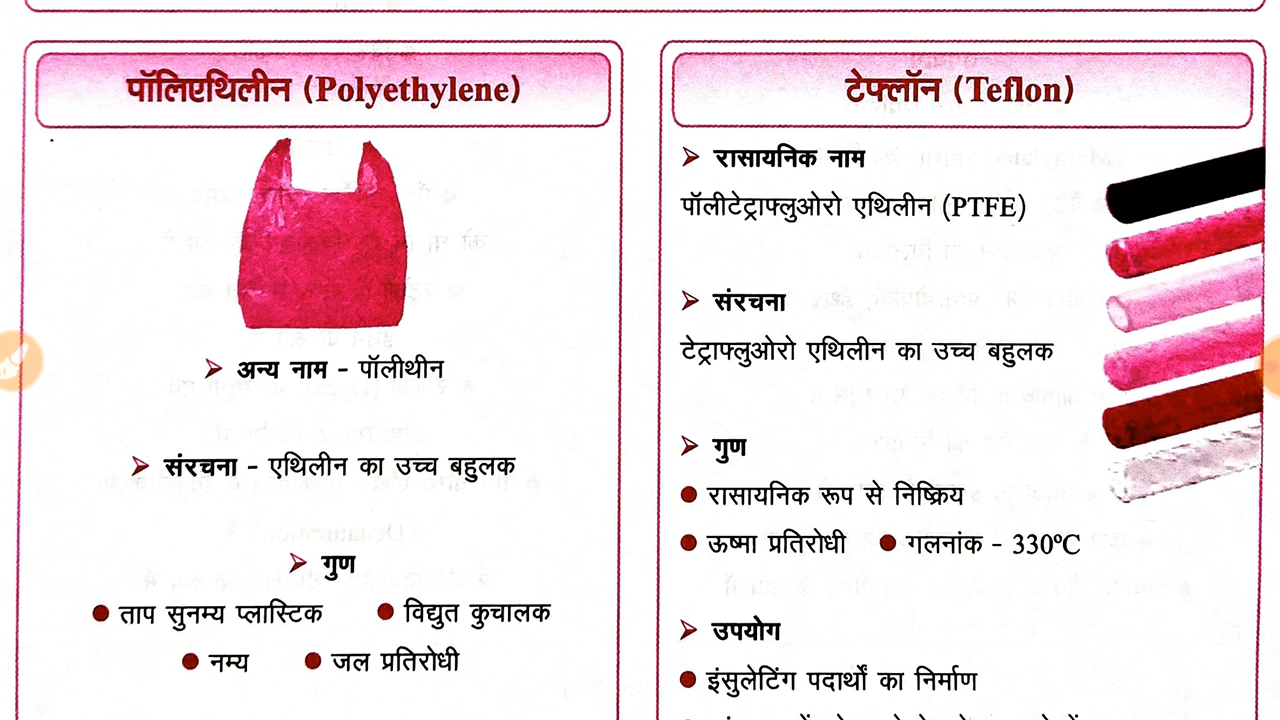 पॉलिएथिलीन (Polyethylene)
➤ अन्य नाम - पॉलीथीन
➤ संरचना - एथिलीन का उच्च बहुलक
➤ गुण
● ताप सुनम्य प्लास्टिक ● विद्युत कुचालक
● नम्य ● जल प्रतिरोधी
टेफ्लॉन (Teflon)
➤ रासायनिक नाम
पॉलीटेट्राफ्लुओरो एथिलीन (PTFE)
➤ संरचना
टेट्राफ्लुओरो एथिलीन का उच्च बहुलक
➤ गुण
● रासायनिक रूप से निष्क्रिय
● ऊष्मा प्रतिरोधी ● गलनांक - 330°C
➤ उपयोग
● इंसुलेटिंग पदार्थों का निर्माण